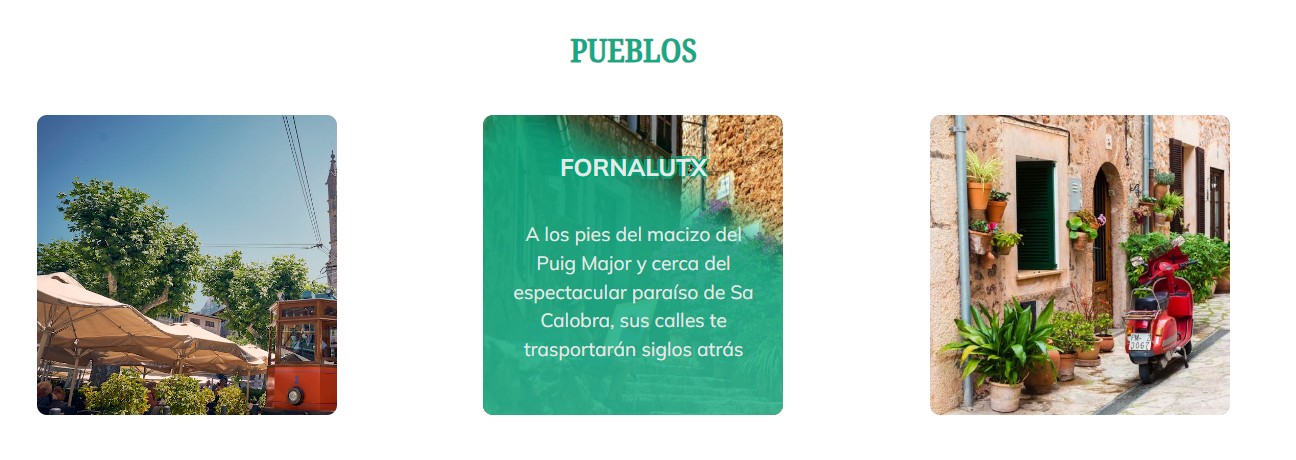 PUEBLOS
FORNALUTX
A los pies del macizo del
Puig Major y cerca del
espectacular paraíso de Sa
Calobra, sus calles te
trasportarán siglos atrás